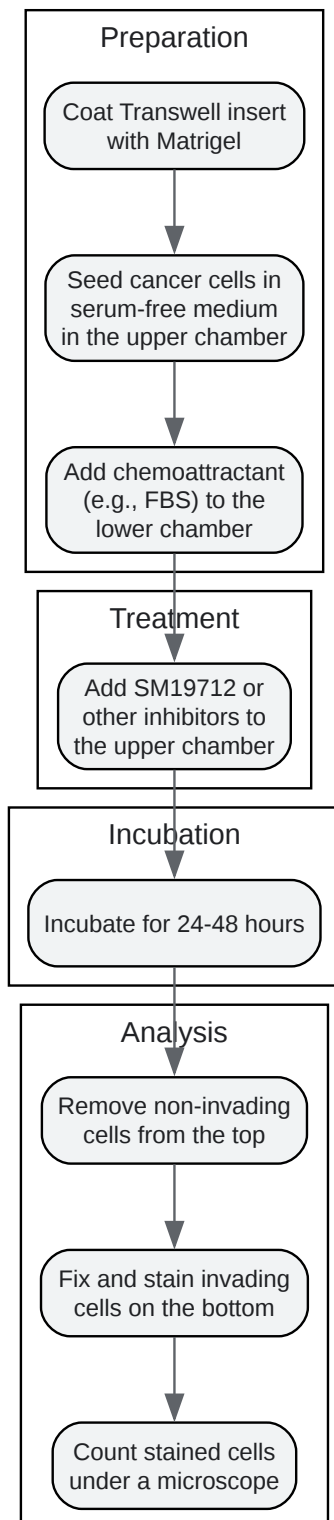 Preparation
Coat Transwell insert
with Matrigel
Seed cancer cells in
serum-free medium
in the upper chamber
Add chemoattractant
(e.g., FBS) to the
lower chamber
Treatment
Add SM19712 or
other inhibitors to
the upper chamber
Incubation
Incubate for 24-48 hours
Analysis
Remove non-invading
cells from the top
Fix and stain invading
cells on the bottom
Count stained cells
under a microscope